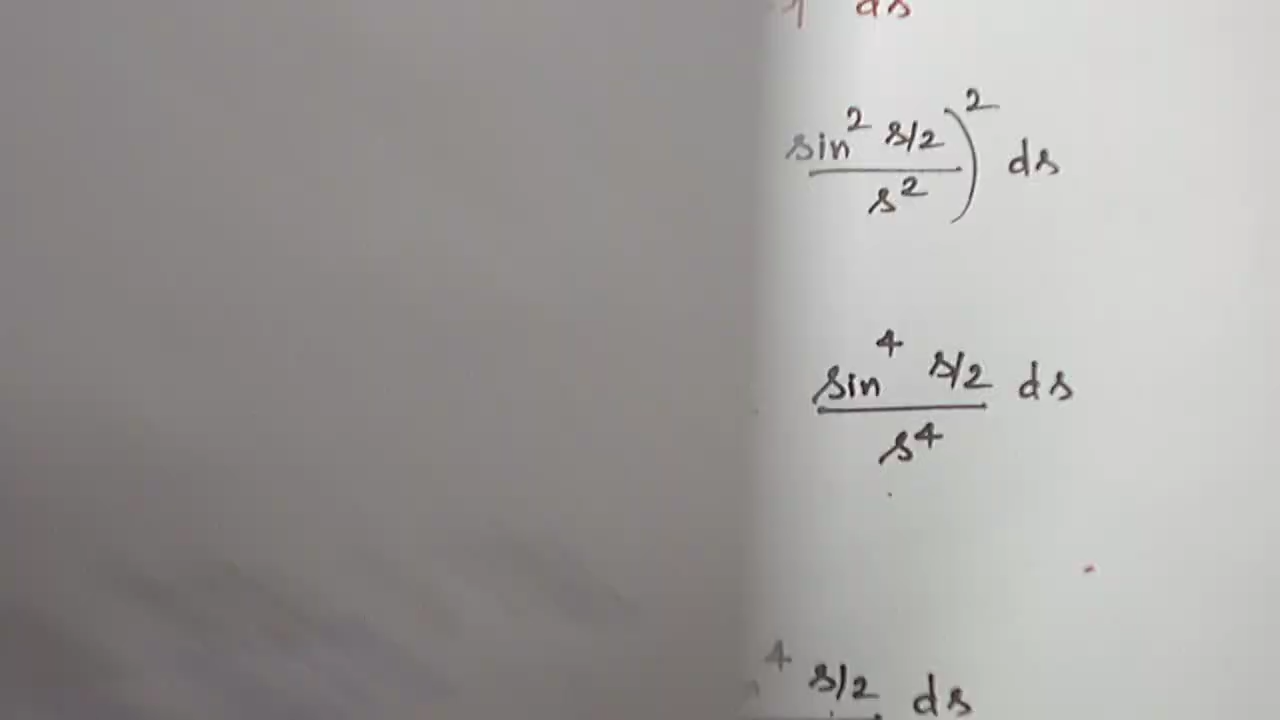 ds
sin² s/2 )² ds
s²
sin⁴ s/2 ds
s⁴
⁴ s/2 ds